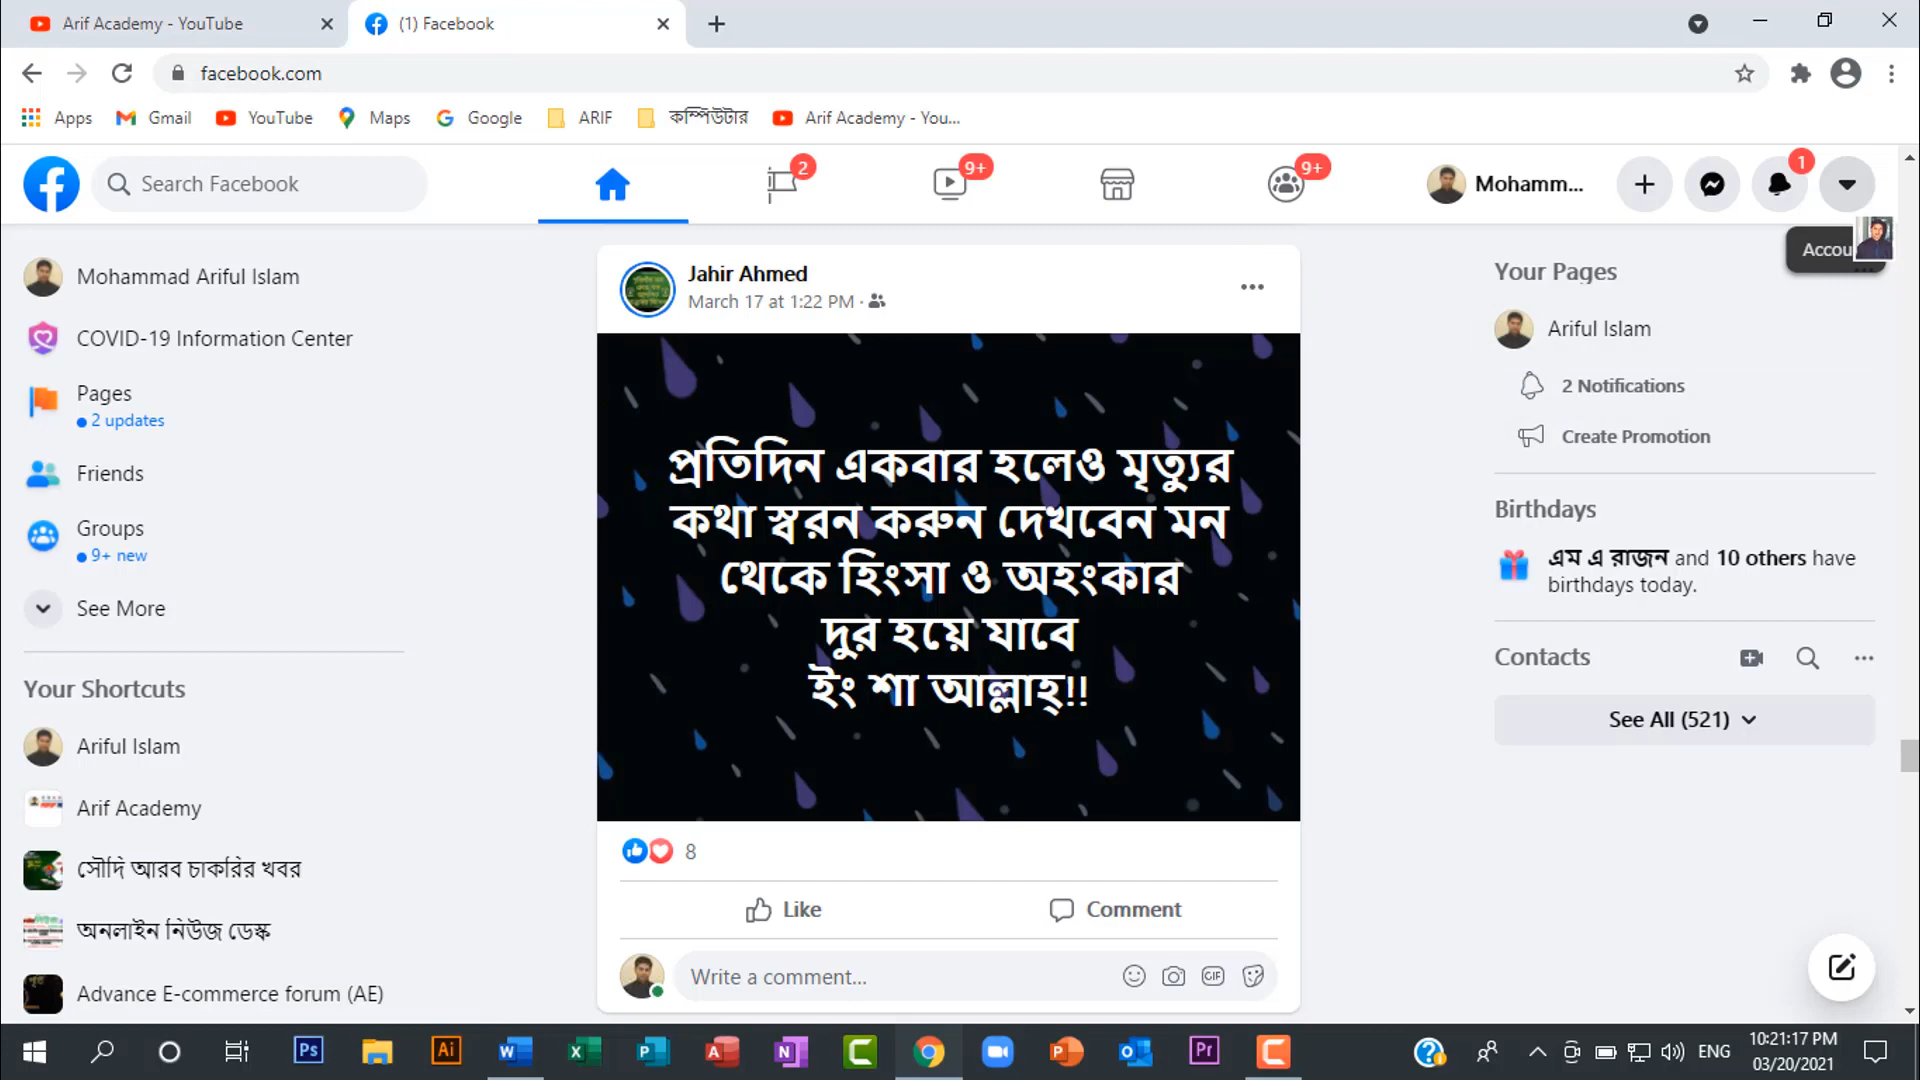 Arif Academy - YouTube
(1) Facebook
facebook.com
Apps
Gmail
YouTube
Maps
Google
ARIF
কম্পিউটার
Arif Academy - You...
Search Facebook
2
9+
9+
Mohamm...
1
Accou
Mohammad Ariful Islam
COVID-19 Information Center
Pages
2 updates
Friends
Groups
9+ new
See More
Your Shortcuts
Ariful Islam
Arif Academy
সৌদি আরব চাকরির খবর
অনলাইন নিউজ ডেস্ক
Advance E-commerce forum (AE)
Jahir Ahmed
March 17 at 1:22 PM ·
প্রতিদিন একবার হলেও মৃত্যুর
কথা স্বরন করুন দেখবেন মন
থেকে হিংসা ও অহংকার
দুর হয়ে যাবে
ইং শা আল্লাহ্!!
8
Like
Comment
Write a comment...
GIF
Your Pages
Ariful Islam
2 Notifications
Create Promotion
Birthdays
এম এ রাজন and 10 others have
birthdays today.
Contacts
See All (521)
Ps
Ai
W
X
P
A
N
C
P
O
Pr
C
ENG
10:21:17 PM
03/20/2021